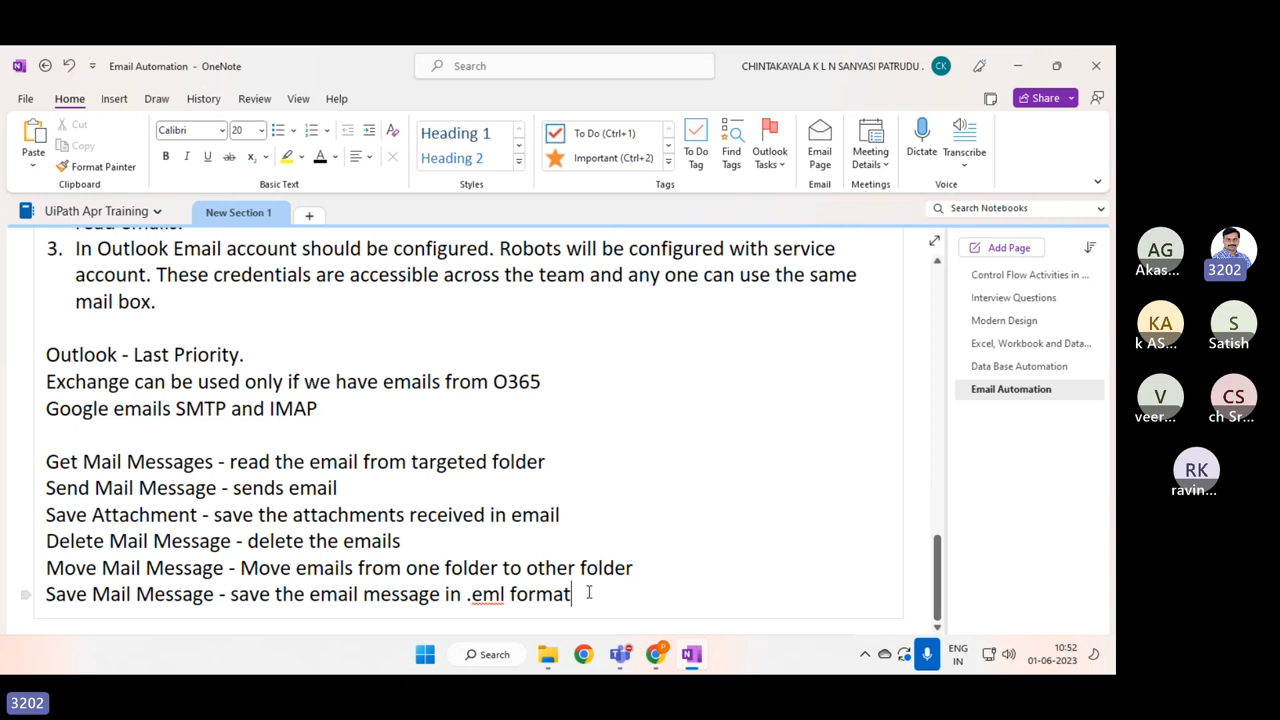 Email Automation - OneNote
Search
CHINTAKAYALA K L N SANYASI PATRUDU .
CK
File
Home
Insert
Draw
History
Review
View
Help
Share
Paste
Cut
Copy
Format Painter
Clipboard
Calibri
20
B I U ab x
A
Basic Text
Heading 1
Heading 2
Styles
To Do (Ctrl+1)
Important (Ctrl+2)
Tags
To Do
Tag
Find
Tags
Outlook
Tasks
Email
Page
Email
Meeting
Details
Meetings
Dictate
Transcribe
Voice
UiPath Apr Training
New Section 1
+
Search Notebooks
read emails.
3. In Outlook Email account should be configured. Robots will be configured with service
account. These credentials are accessible across the team and any one can use the same
mail box.
Outlook - Last Priority.
Exchange can be used only if we have emails from O365
Google emails SMTP and IMAP
Get Mail Messages - read the email from targeted folder
Send Mail Message - sends email
Save Attachment - save the attachments received in email
Delete Mail Message - delete the emails
Move Mail Message - Move emails from one folder to other folder
Save Mail Message - save the email message in .eml format
Add Page
Control Flow Activities in ...
Interview Questions
Modern Design
Excel, Workbook and Data...
Data Base Automation
Email Automation
AG
Akas...
3202
KA
k AS...
S
Satish
V
veer...
CS
ch Sr...
RK
ravin...
Search
P
ENG
IN
10:52
01-06-2023
3202